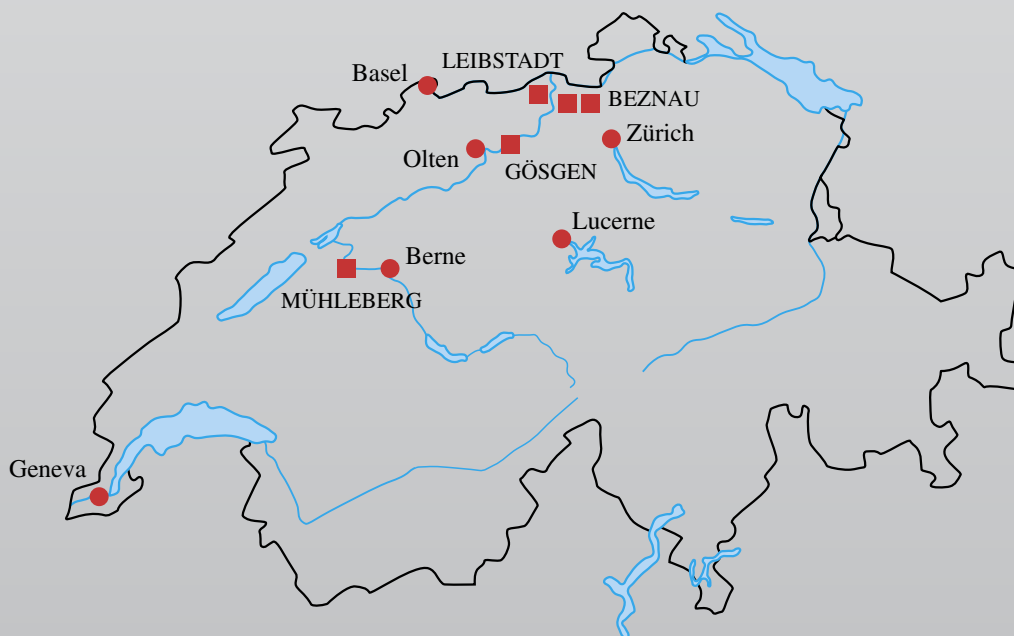 LEIBSTADT
Basel
BEZNAU
Zürich
Olten
GÖSGEN
Lucerne
Berne
MÜHLEBERG
Geneva